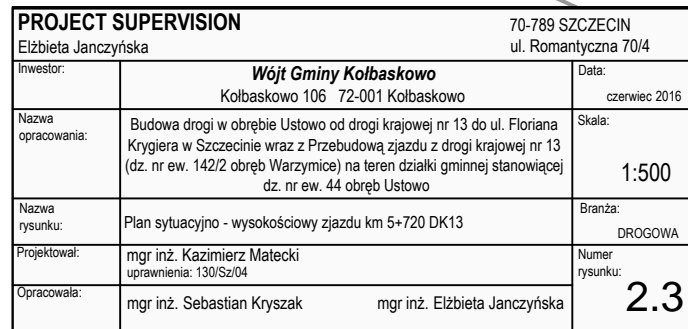 PROJECT SUPERVISION
Elżbieta Janczyńska
70-789 SZCZECIN
ul. Romantyczna 70/4
Inwestor:
Wójt Gminy Kołbaskowo
Kołbaskowo 106 72-001 Kołbaskowo
Data:
czerwiec 2016
Nazwa
opracowania:
Budowa drogi w obrębie Ustowo od drogi krajowej nr 13 do ul. Floriana
Krygiera w Szczecinie wraz z Przebudową zjazdu z drogi krajowej nr 13
(dz. nr ew. 142/2 obręb Warzymice) na teren działki gminnej stanowiącej
dz. nr ew. 44 obręb Ustowo
Skala:
1:500
Nazwa
rysunku:
Plan sytuacyjno - wysokościowy zjazdu km 5+720 DK13
Branża:
DROGOWA
Projektował:
mgr inż. Kazimierz Matecki
uprawnienia: 130/Sz/04
Numer
rysunku:
2.3
Opracowała:
mgr inż. Sebastian Kryszak mgr inż. Elżbieta Janczyńska